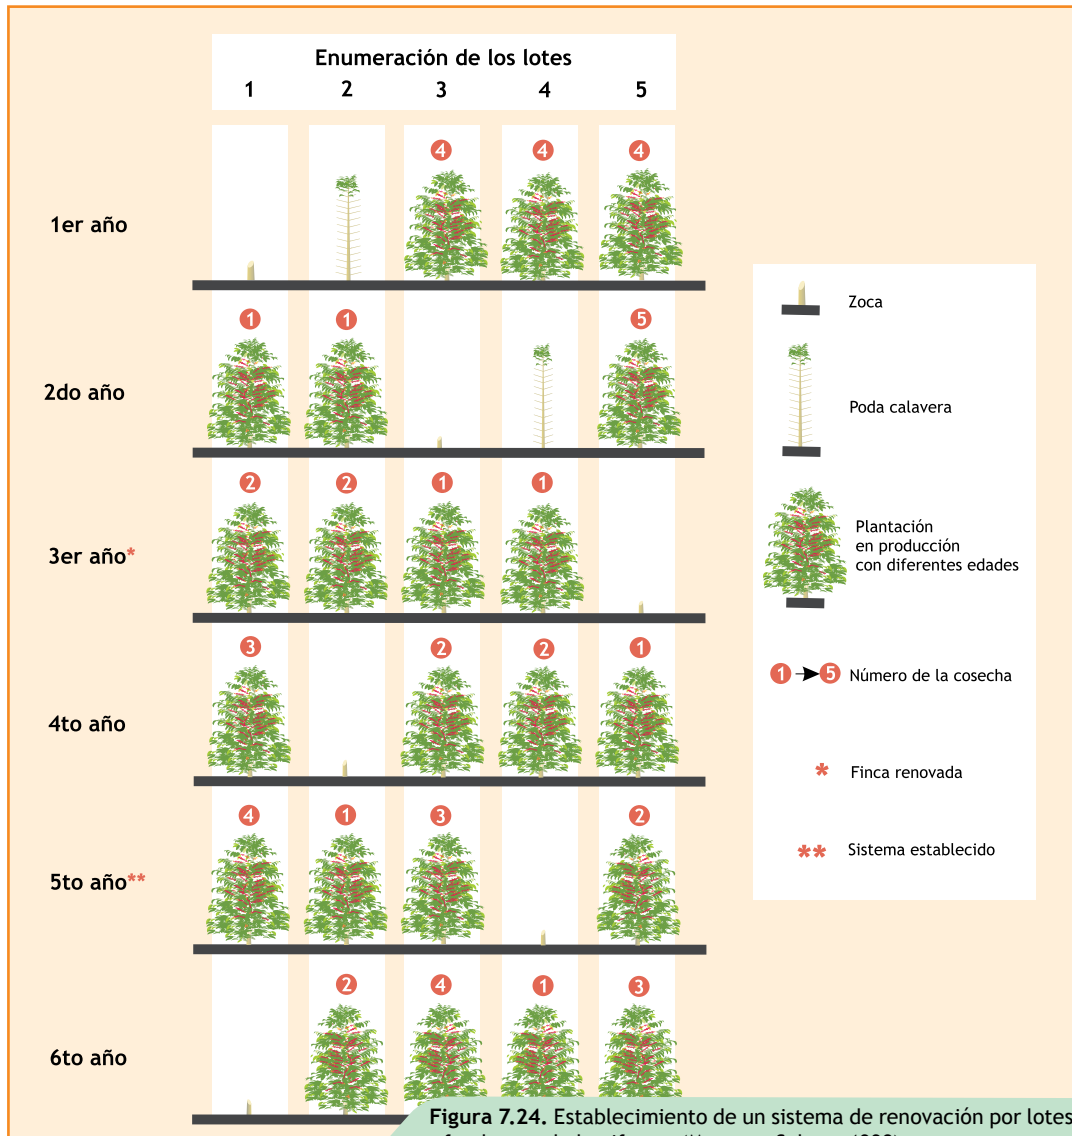 Enumeración de los lotes
1 2 3 4 5
4 4 4
1er año
1 1 5
2do año
2 2 1 1
3er año*
3 2 2 1
4to año
4 1 3 2
5to año**
2 4 1 3
6to año
Zoca
Poda calavera
Plantación
en producción
con diferentes edades
1 5 Número de la cosecha
* Finca renovada
** Sistema establecido
Figura 7.24. Establecimiento de un sistema de renovación por lotes